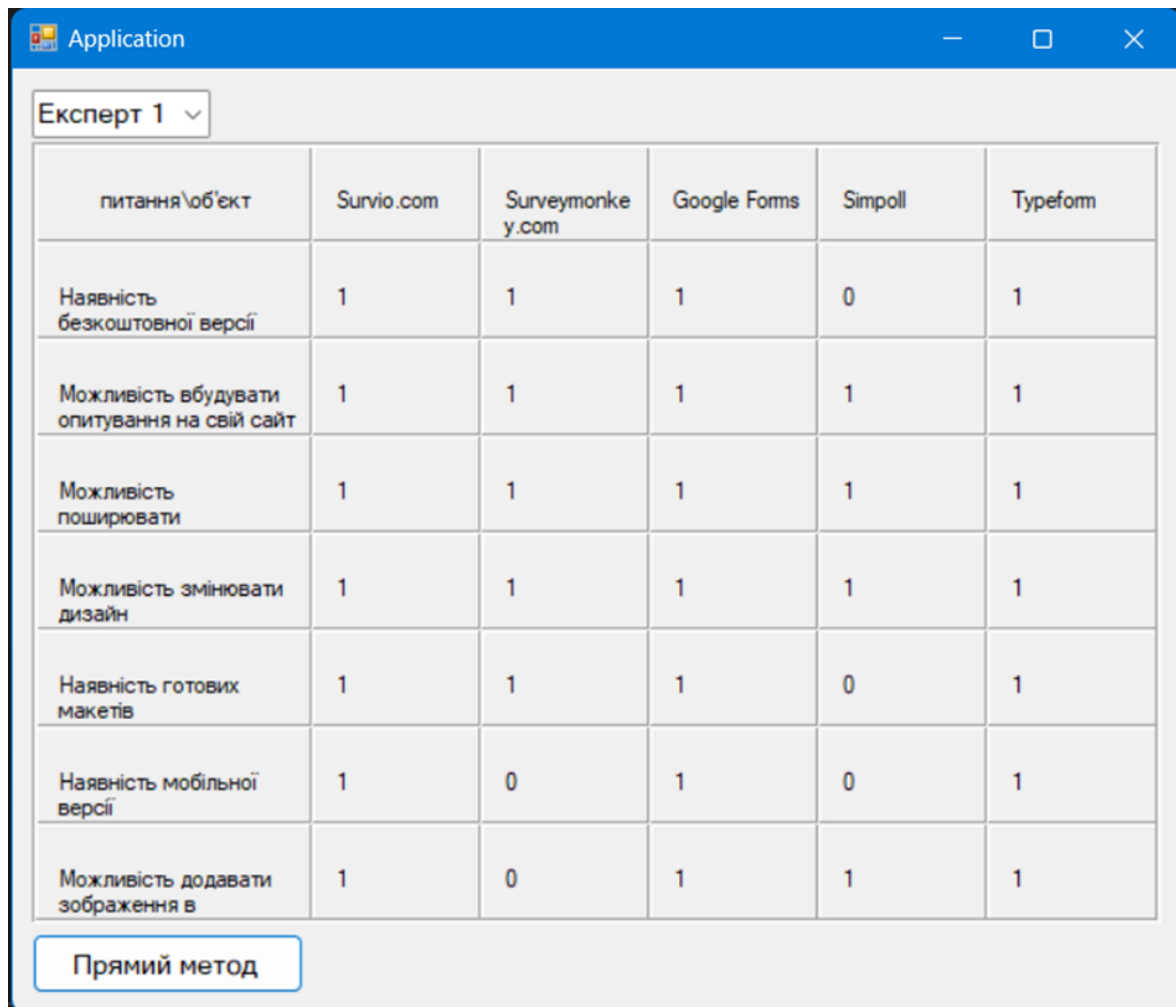 Application
Експерт 1
питання\об'єкт Survio.com Surveymonke Google Forms Simpoll Typeform
y.com
Наявність 1 1 1 0 1
безкоштовної версії
Можливість вбудувати 1 1 1 1 1
опитування на свій сайт
Можливість 1 1 1 1 1
поширювати
Можливість змінювати 1 1 1 1 1
дизайн
Наявність готових 1 1 1 0 1
макетів
Наявність мобільної 1 0 1 0 1
версії
Можливість додавати 1 0 1 1 1
зображення в
Прямий метод